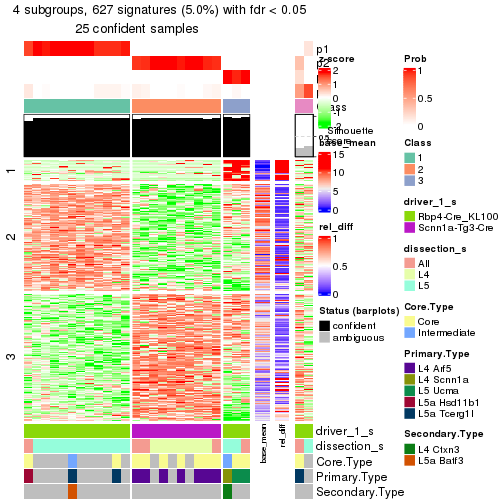 4 subgroups, 627 signatures (5.0%) with fdr < 0.05
25 confident samples
p1
p2
z-score
2
1
0
-1
-2
Class
Silhouette
score
base_mean
15
10
5
0
rel_diff
1
0.5
0
Status (barplots)
confident
ambiguous
Prob
1
0.5
0
Class
1
2
3
driver_1_s
Rbp4-Cre_KL100
Scnn1a-Tg3-Cre
dissection_s
All
L4
L5
Core.Type
Core
Intermediate
Primary.Type
L4 Arf5
L4 Scnn1a
L5 Ucma
L5a Hsd11b1
L5a Tcerg1l
Secondary.Type
L4 Ctxn3
L5a Batf3
1
2
3
base_mean
rel_diff
driver_1_s
dissection_s
Core.Type
Primary.Type
Secondary.Type